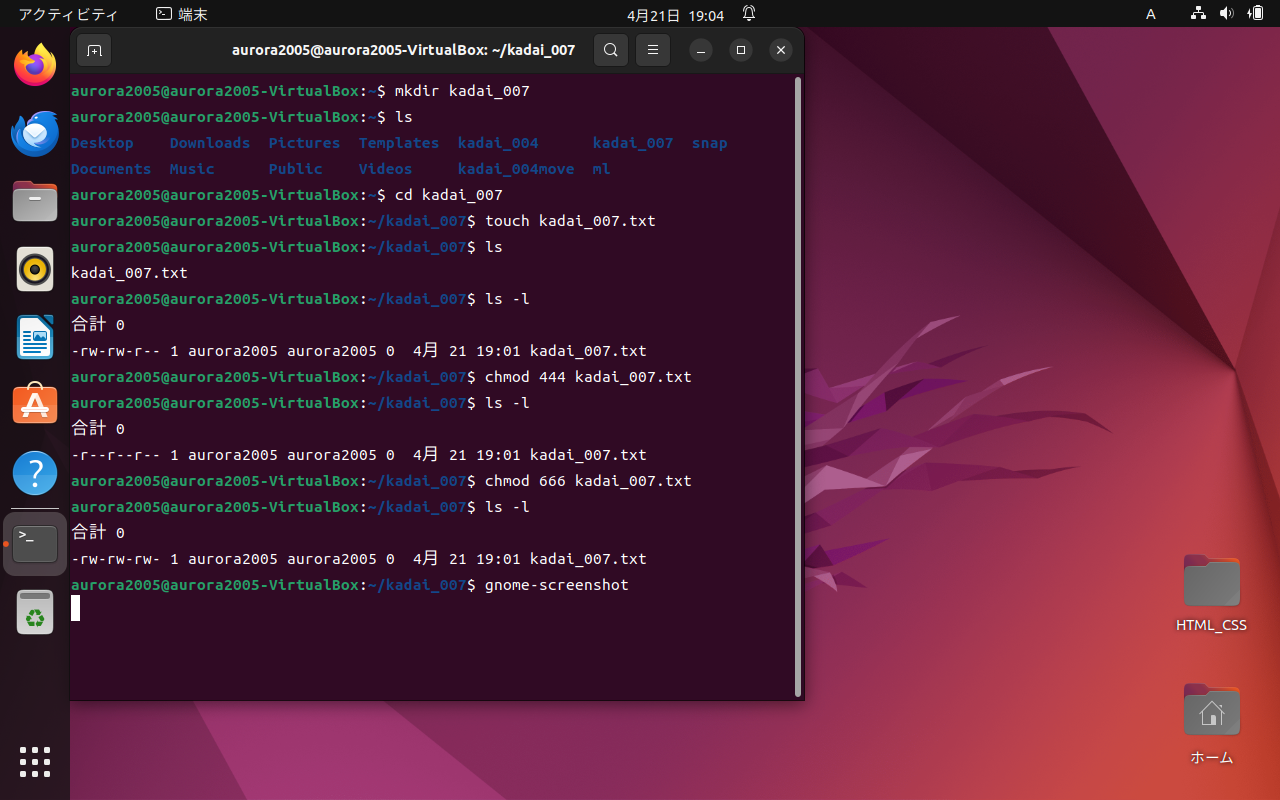 アクティビティ 端末 4月21日 19:04 A
aurora2005@aurora2005-VirtualBox: ~/kadai_007
aurora2005@aurora2005-VirtualBox:~$ mkdir kadai_007
aurora2005@aurora2005-VirtualBox:~$ ls
Desktop Downloads Pictures Templates kadai_004 kadai_007 snap
Documents Music Public Videos kadai_004move ml
aurora2005@aurora2005-VirtualBox:~$ cd kadai_007
aurora2005@aurora2005-VirtualBox:~/kadai_007$ touch kadai_007.txt
aurora2005@aurora2005-VirtualBox:~/kadai_007$ ls
kadai_007.txt
aurora2005@aurora2005-VirtualBox:~/kadai_007$ ls -l
合計 0
-rw-rw-r-- 1 aurora2005 aurora2005 0 4月 21 19:01 kadai_007.txt
aurora2005@aurora2005-VirtualBox:~/kadai_007$ chmod 444 kadai_007.txt
aurora2005@aurora2005-VirtualBox:~/kadai_007$ ls -l
合計 0
-r--r--r-- 1 aurora2005 aurora2005 0 4月 21 19:01 kadai_007.txt
aurora2005@aurora2005-VirtualBox:~/kadai_007$ chmod 666 kadai_007.txt
aurora2005@aurora2005-VirtualBox:~/kadai_007$ ls -l
合計 0
-rw-rw-rw- 1 aurora2005 aurora2005 0 4月 21 19:01 kadai_007.txt
aurora2005@aurora2005-VirtualBox:~/kadai_007$ gnome-screenshot
HTML_CSS
ホーム